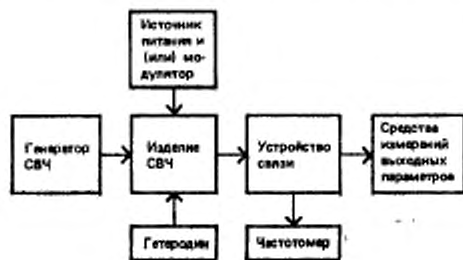 Источник
питания и
(или) мо-
дулятор
Генератор
СВЧ
Изделие
СВЧ
Устройство
связи
Средства
измерений
выходных
параметров
Гетеродин
Частотомер